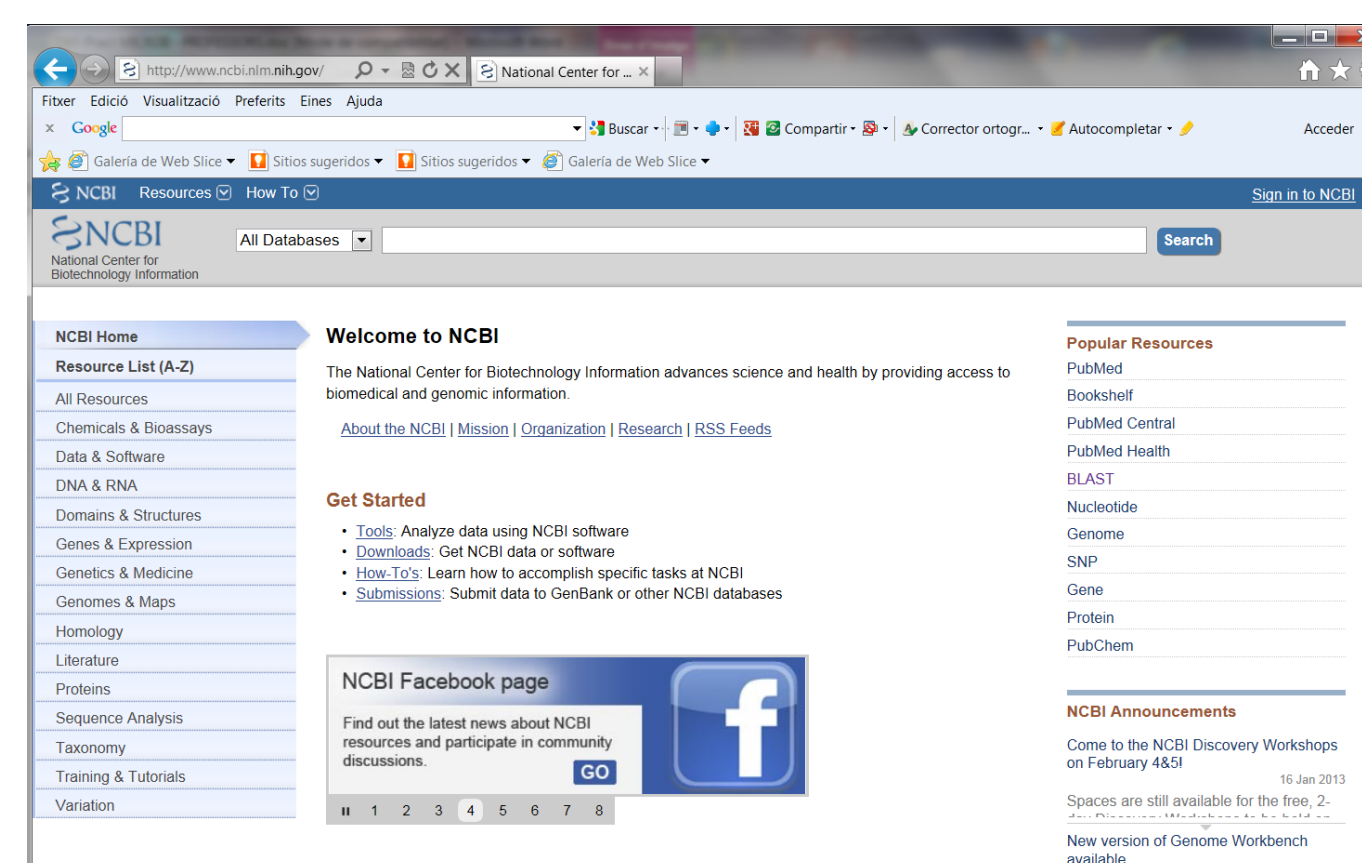 http://www.ncbi.nlm.nih.gov/
National Center for ...
Fitxer Edició Visualització Preferits Eines Ajuda
x Google Buscar Compartir Corrector ortogr... Autocompletar Acceder
Galería de Web Slice Sitios sugeridos Sitios sugeridos Galería de Web Slice
NCBI Resources How To Sign in to NCBI
NCBI
National Center for
Biotechnology Information
All Databases Search
NCBI Home
Resource List (A-Z)
All Resources
Chemicals & Bioassays
Data & Software
DNA & RNA
Domains & Structures
Genes & Expression
Genetics & Medicine
Genomes & Maps
Homology
Literature
Proteins
Sequence Analysis
Taxonomy
Training & Tutorials
Variation
Welcome to NCBI
The National Center for Biotechnology Information advances science and health by providing access to
biomedical and genomic information.
About the NCBI | Mission | Organization | Research | RSS Feeds
Get Started
• Tools: Analyze data using NCBI software
• Downloads: Get NCBI data or software
• How-To's: Learn how to accomplish specific tasks at NCBI
• Submissions: Submit data to GenBank or other NCBI databases
NCBI Facebook page
Find out the latest news about NCBI
resources and participate in community
discussions.
GO
f
1 2 3 4 5 6 7 8
Popular Resources
PubMed
Bookshelf
PubMed Central
PubMed Health
BLAST
Nucleotide
Genome
SNP
Gene
Protein
PubChem
NCBI Announcements
Come to the NCBI Discovery Workshops
on February 4&5!
16 Jan 2013
Spaces are still available for the free, 2-
New version of Genome Workbench
available